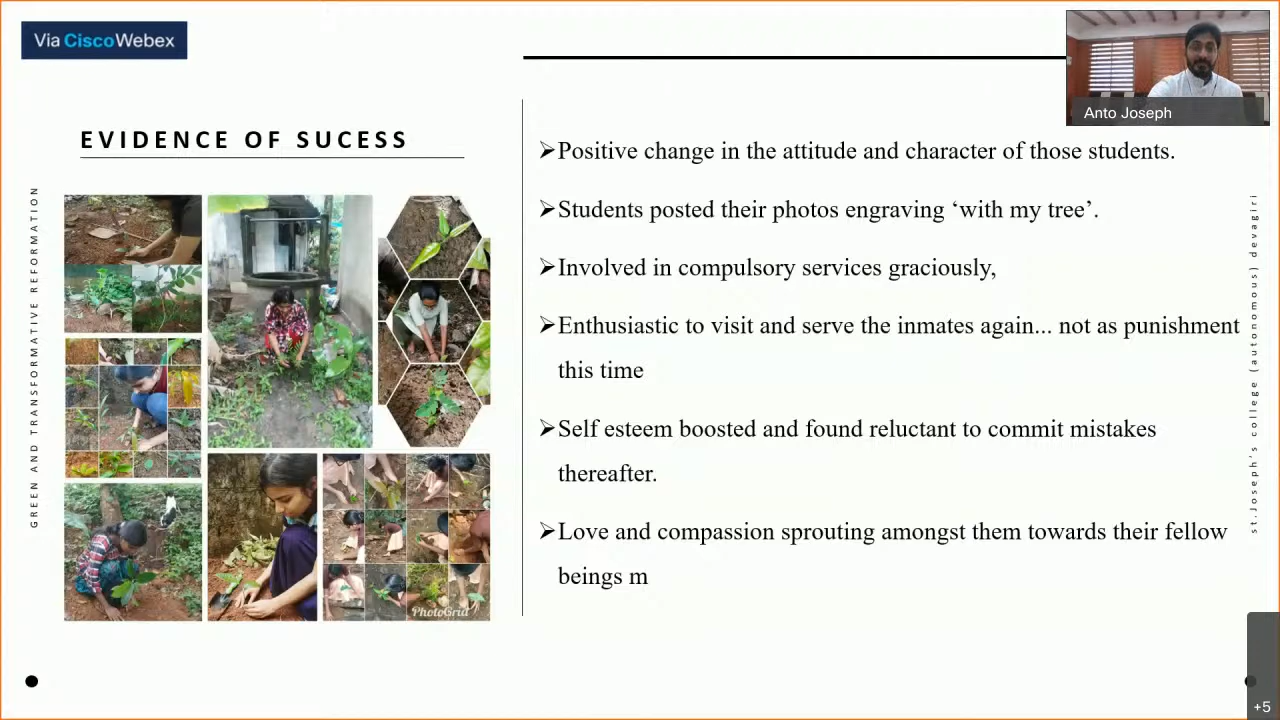 Via CiscoWebex
Anto Joseph
EVIDENCE OF SUCESS
GREEN AND TRANSFORMATIVE REFORMATION
PhotoGrid
➢Positive change in the attitude and character of those students.
➢Students posted their photos engraving ‘with my tree’.
➢Involved in compulsory services graciously,
➢Enthusiastic to visit and serve the inmates again... not as punishment
this time
➢Self esteem boosted and found reluctant to commit mistakes
thereafter.
➢Love and compassion sprouting amongst them towards their fellow
beings m
st.Joseph's college (autonomous) devagiri
+5